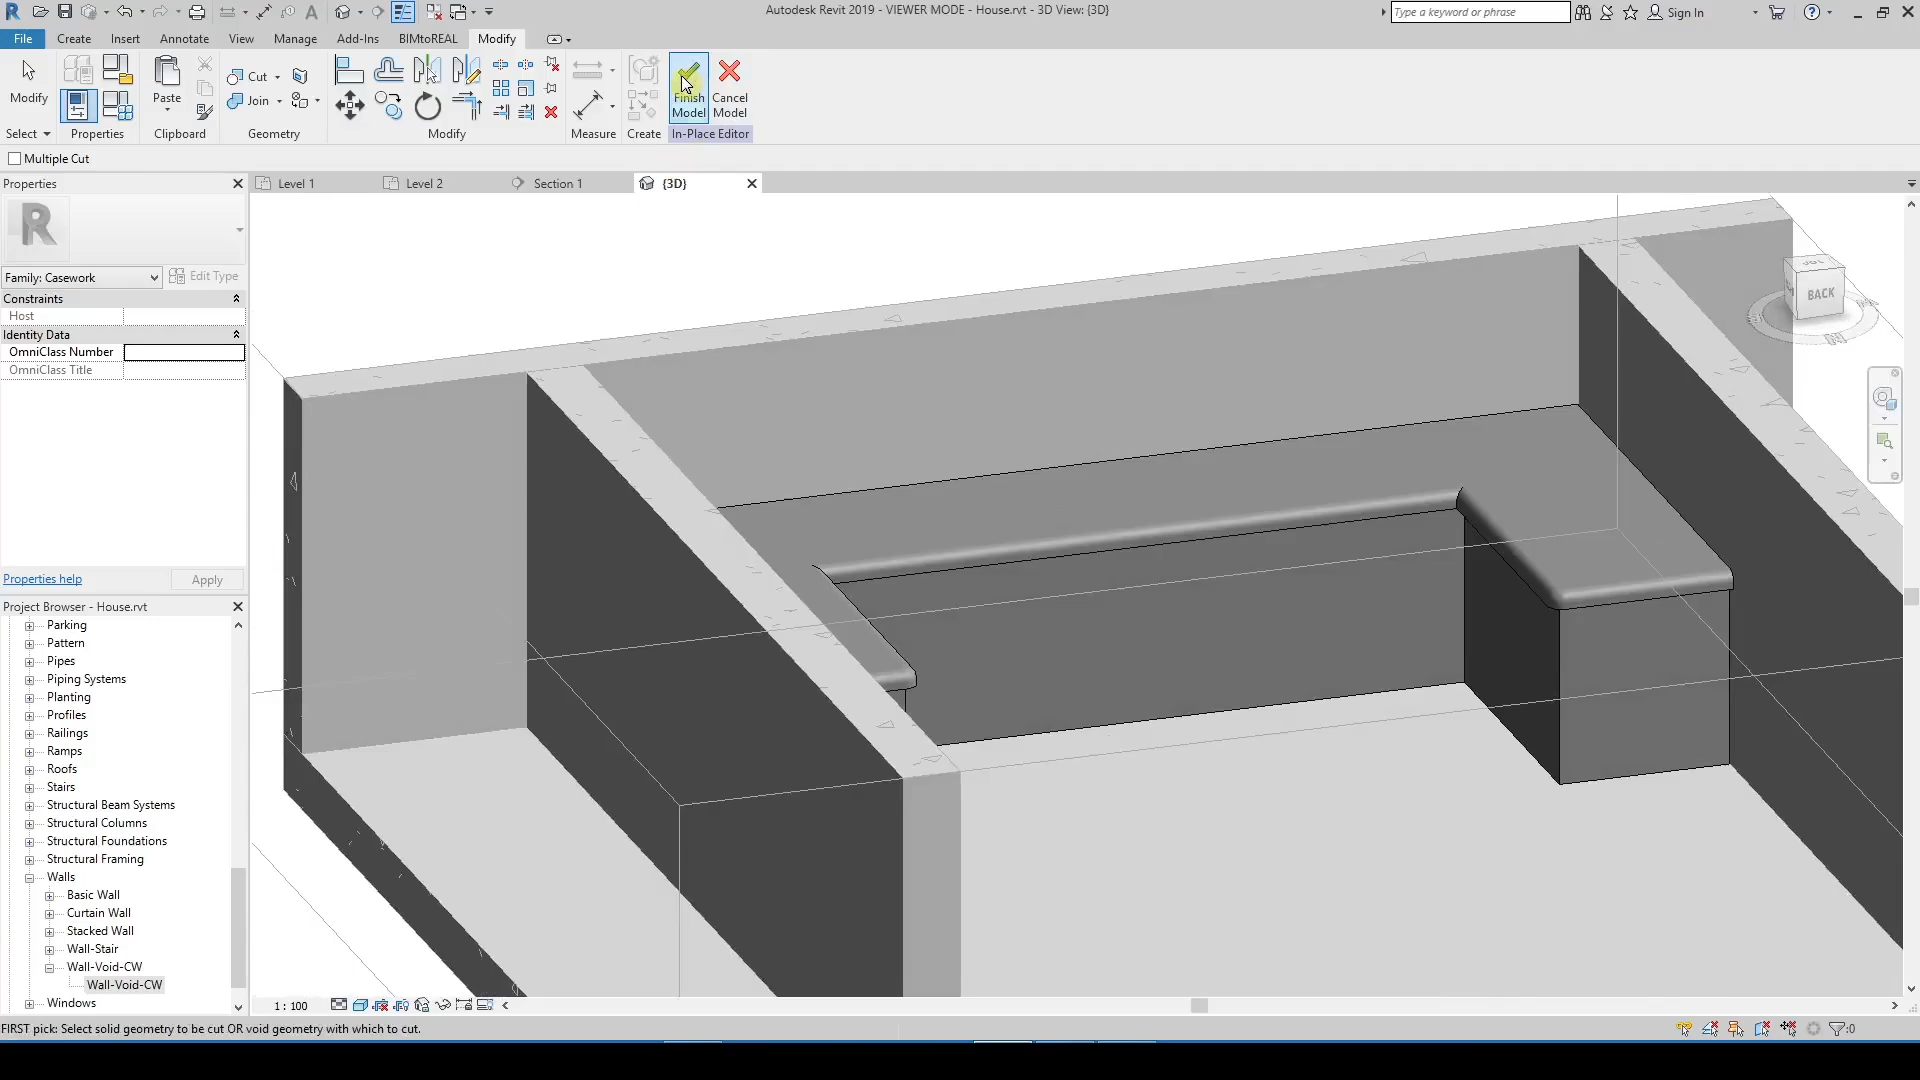 Autodesk Revit 2019 - VIEWER MODE - House.rvt - 3D View: {3D}
Type a keyword or phrase
Sign In
File Create Insert Annotate View Manage Add-Ins BIMtoREAL Modify
Modify
Paste
Cut
Join
Finish Model
Cancel Model
Select Properties Clipboard Geometry Modify Measure Create In-Place Editor
Multiple Cut
Properties
Level 1
Level 2
Section 1
{3D}
R
Family: Casework
Edit Type
Constraints
Host
Identity Data
OmniClass Number
OmniClass Title
BACK
Properties help
Apply
Project Browser - House.rvt
Parking
Pattern
Pipes
Piping Systems
Planting
Profiles
Railings
Ramps
Roofs
Stairs
Structural Beam Systems
Structural Columns
Structural Foundations
Structural Framing
Walls
Basic Wall
Curtain Wall
Stacked Wall
Wall-Stair
Wall-Void-CW
Wall-Void-CW
Windows
1 : 100
FIRST pick: Select solid geometry to be cut OR void geometry with which to cut.
:0